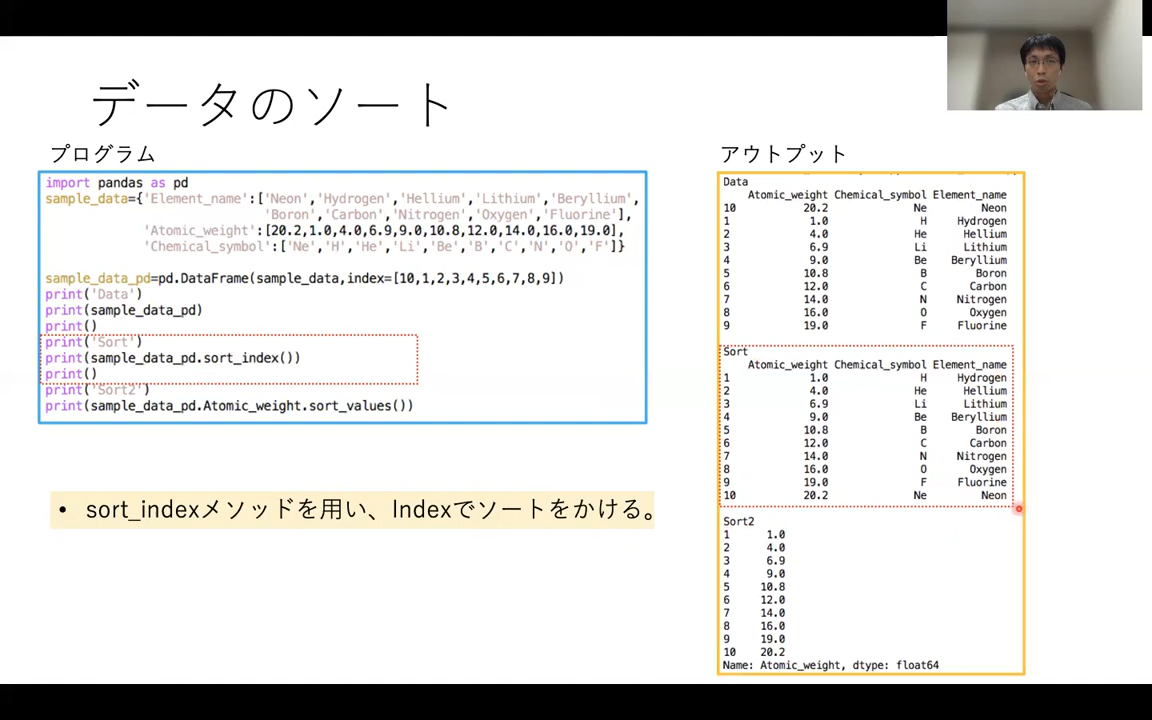 データのソート
プログラム
import pandas as pd
sample_data={'Element_name':['Neon','Hydrogen','Hellium','Lithium','Beryllium',
'Boron','Carbon','Nitrogen','Oxygen','Fluorine'],
'Atomic_weight':[20.2,1.0,4.0,6.9,9.0,10.8,12.0,14.0,16.0,19.0],
'Chemical_symbol':['Ne','H','He','Li','Be','B','C','N','O','F']}
sample_data_pd=pd.DataFrame(sample_data,index=[10,1,2,3,4,5,6,7,8,9])
print('Data')
print(sample_data_pd)
print()
print('Sort')
print(sample_data_pd.sort_index())
print()
print('Sort2')
print(sample_data_pd.Atomic_weight.sort_values())
• sort_indexメソッドを用い、Indexでソートをかける。
アウトプット
Data
Atomic_weight Chemical_symbol Element_name
10 20.2 Ne Neon
1 1.0 H Hydrogen
2 4.0 He Hellium
3 6.9 Li Lithium
4 9.0 Be Beryllium
5 10.8 B Boron
6 12.0 C Carbon
7 14.0 N Nitrogen
8 16.0 O Oxygen
9 19.0 F Fluorine
Sort
Atomic_weight Chemical_symbol Element_name
1 1.0 H Hydrogen
2 4.0 He Hellium
3 6.9 Li Lithium
4 9.0 Be Beryllium
5 10.8 B Boron
6 12.0 C Carbon
7 14.0 N Nitrogen
8 16.0 O Oxygen
9 19.0 F Fluorine
10 20.2 Ne Neon
Sort2
1 1.0
2 4.0
3 6.9
4 9.0
5 10.8
6 12.0
7 14.0
8 16.0
9 19.0
10 20.2
Name: Atomic_weight, dtype: float64